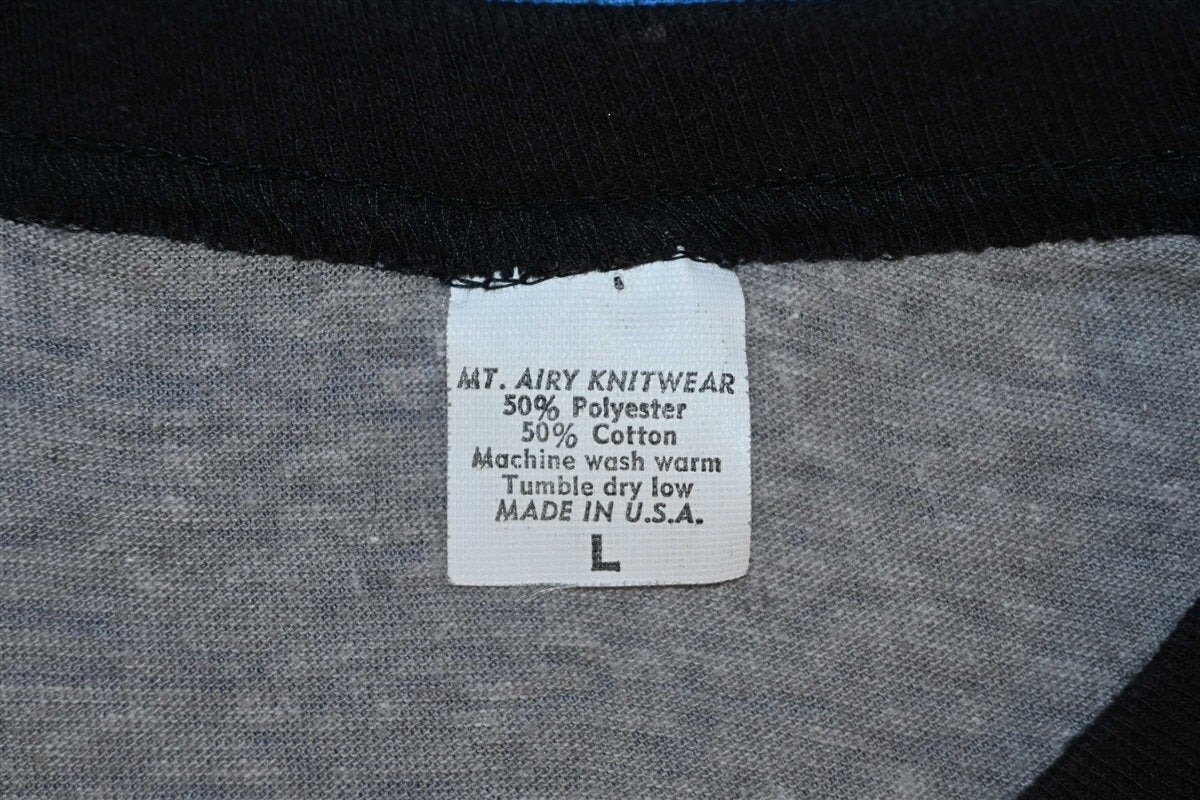 MT. AIRY KNITWEAR
50% Polyester
50% Cotton
Machine wash warm
Tumble dry low
MADE IN U.S.A.
L